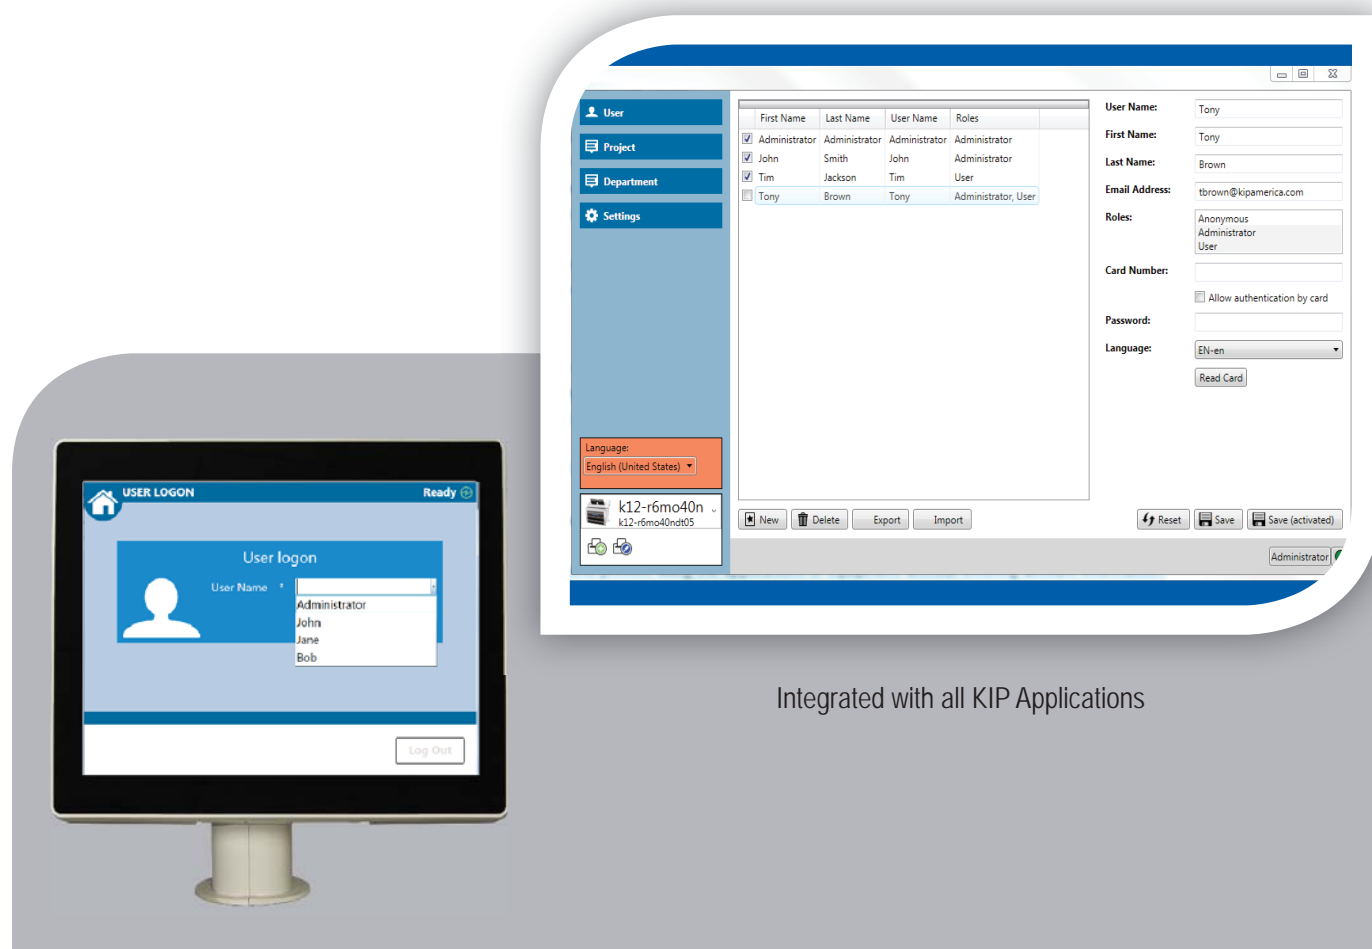 User
Project
Department
Settings
First Name Last Name User Name Roles
Administrator Administrator Administrator Administrator
John Smith John Administrator
Tim Jackson Tim User
Tony Brown Tony Administrator, User
User Name: Tony
First Name: Tony
Last Name: Brown
Email Address: tbrown@kipamerica.com
Roles: Anonymous
Administrator
User
Card Number:
Allow authentication by card
Password:
Language: EN-en
Read Card
Language:
English (United States)
k12-r6mo40n
k12-r6mo40ndt05
New Delete Export Import Reset Save Save (activated)
Administrator
USER LOGON Ready
User logon
User Name *
Administrator
John
Jane
Bob
Log Out
Integrated with all KIP Applications